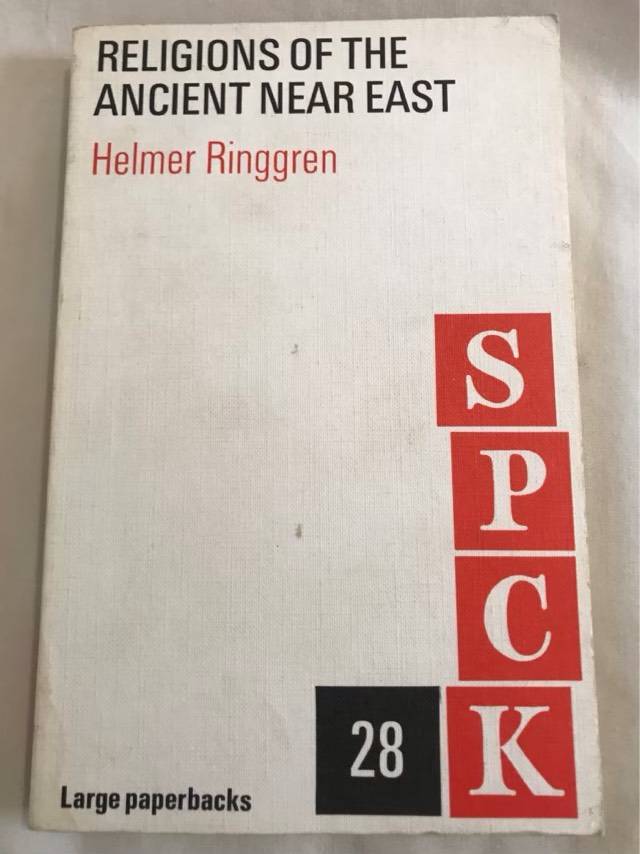 RELIGIONS OF THE
ANCIENT NEAR EAST
Helmer Ringgren
S
P
C
K
28
Large paperbacks